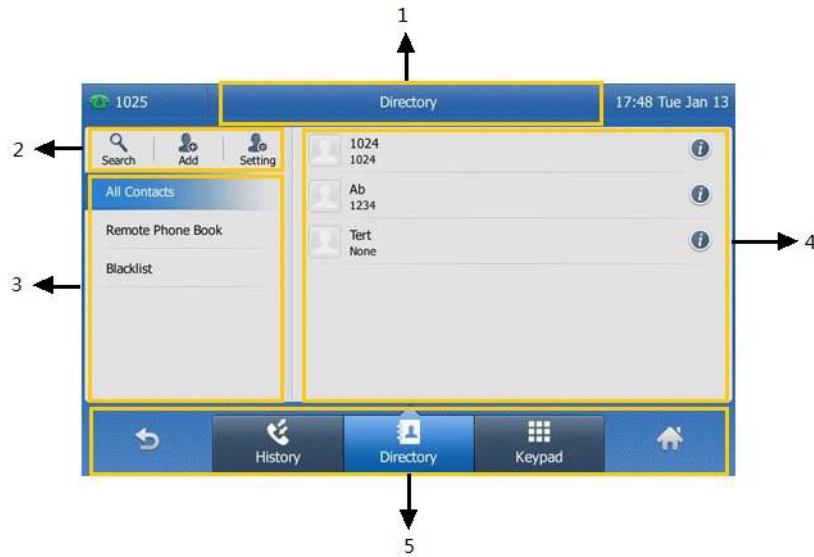 1
1025 Directory 17:48 Tue Jan 13
2
Search Add Setting
3
All Contacts
Remote Phone Book
Blacklist
1024
1024
Ab
1234
Tert
None
4
History Directory Keypad
5